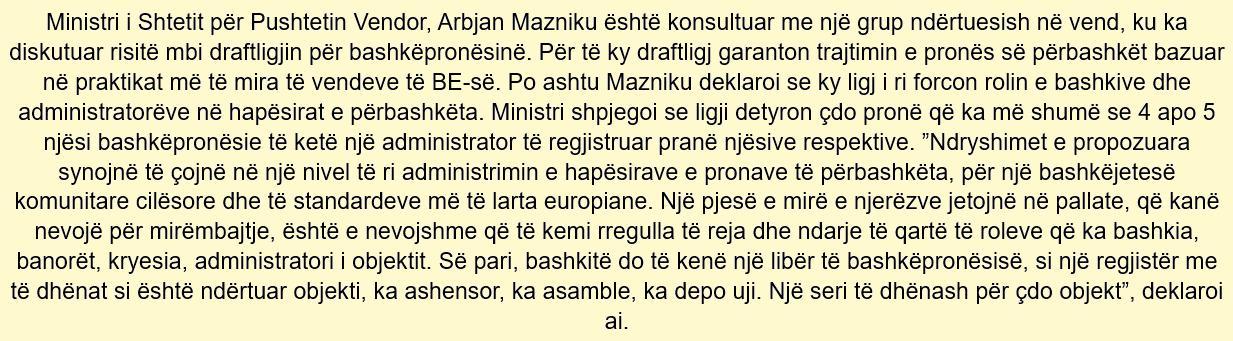 Ministri i Shtetit për Pushtetin Vendor, Arbjan Mazniku është konsultuar me një grup ndërtuesish në vend, ku ka
diskutuar risitë mbi draftligjin për bashkëpronësinë. Për të ky draftligj garanton trajtimin e pronës së përbashkët bazuar
në praktikat më të mira të vendeve të BE-së. Po ashtu Mazniku deklaroi se ky ligj i ri forcon rolin e bashkive dhe
administratorëve në hapësirat e përbashkëta. Ministri shpjegoi se ligji detyron çdo pronë që ka më shumë se 4 apo 5
njësi bashkëpronësie të ketë një administrator të regjistruar pranë njësive respektive. ”Ndryshimet e propozuara
synojnë të çojnë në një nivel të ri administrimin e hapësirave e pronave të përbashkëta, për një bashkëjetesë
komunitare cilësore dhe të standardeve më të larta europiane. Një pjesë e mirë e njerëzve jetojnë në pallate, që kanë
nevojë për mirëmbajtje, është e nevojshme që të kemi rregulla të reja dhe ndarje të qartë të roleve që ka bashkia,
banorët, kryesia, administratori i objektit. Së pari, bashkitë do të kenë një libër të bashkëpronësisë, si një regjistër me
të dhënat si është ndërtuar objekti, ka ashensor, ka asamble, ka depo uji. Një seri të dhënash për çdo objekt”, deklaroi
ai.